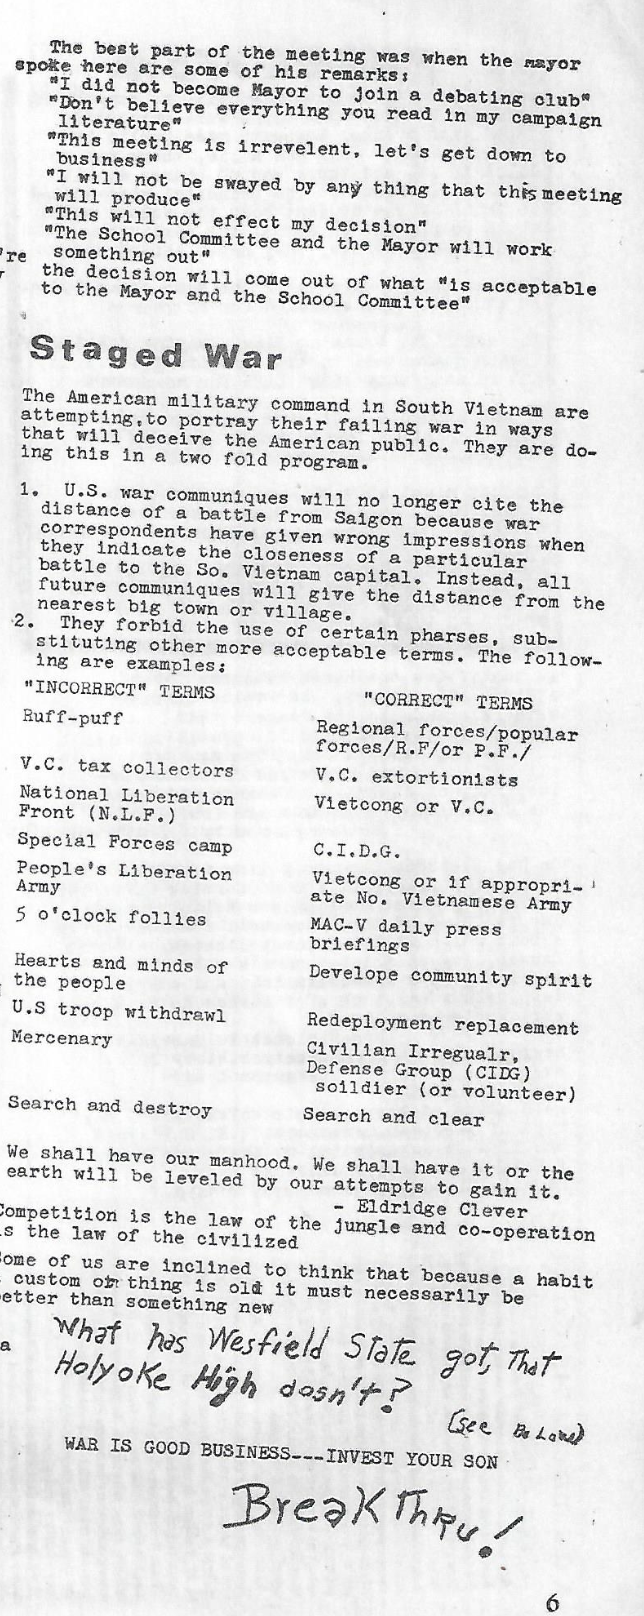 The best part of the meeting was when the mayor
spoke here are some of his remarks:
"I did not become Mayor to join a debating club"
"Don't believe everything you read in my campaign
literature"
"This meeting is irrevelent, let's get down to
business"
"I will not be swayed by any thing that this meeting
will produce"
"This will not effect my decision"
"The School Committee and the Mayor will work
're something out"
the decision will come out of what "is acceptable
to the Mayor and the School Committee"
Staged War
The American military command in South Vietnam are
attempting,to portray their failing war in ways
that will deceive the American public. They are do-
ing this in a two fold program.
1. U.S. war communiques will no longer cite the
distance of a battle from Saigon because war
correspondents have given wrong impressions when
they indicate the closeness of a particular
battle to the So. Vietnam capital. Instead, all
future communiques will give the distance from the
nearest big town or village.
2. They forbid the use of certain pharses, sub-
stituting other more acceptable terms. The follow-
ing are examples:
"INCORRECT" TERMS "CORRECT" TERMS
Ruff-puff Regional forces/popular
forces/R.F/or P.F./
V.C. tax collectors V.C. extortionists
National Liberation Vietcong or V.C.
Front (N.L.F.)
Special Forces camp C.I.D.G.
People's Liberation Vietcong or if appropri-
Army ate No. Vietnamese Army
5 o'clock follies MAC-V daily press
briefings
Hearts and minds of Develope community spirit
the people
U.S troop withdrawl Redeployment replacement
Mercenary Civilian Irregualr,
Defense Group (CIDG)
soildier (or volunteer)
Search and destroy Search and clear
We shall have our manhood. We shall have it or the
earth will be leveled by our attempts to gain it.
- Eldridge Clever
Competition is the law of the jungle and co-operation
is the law of the civilized
Some of us are inclined to think that because a habit
custom or thing is old it must necessarily be
better than something new
a
What has Wesfield State got, That
Holyoke High dosn't?
(see Below)
WAR IS GOOD BUSINESS---INVEST YOUR SON
BreakThru!
6